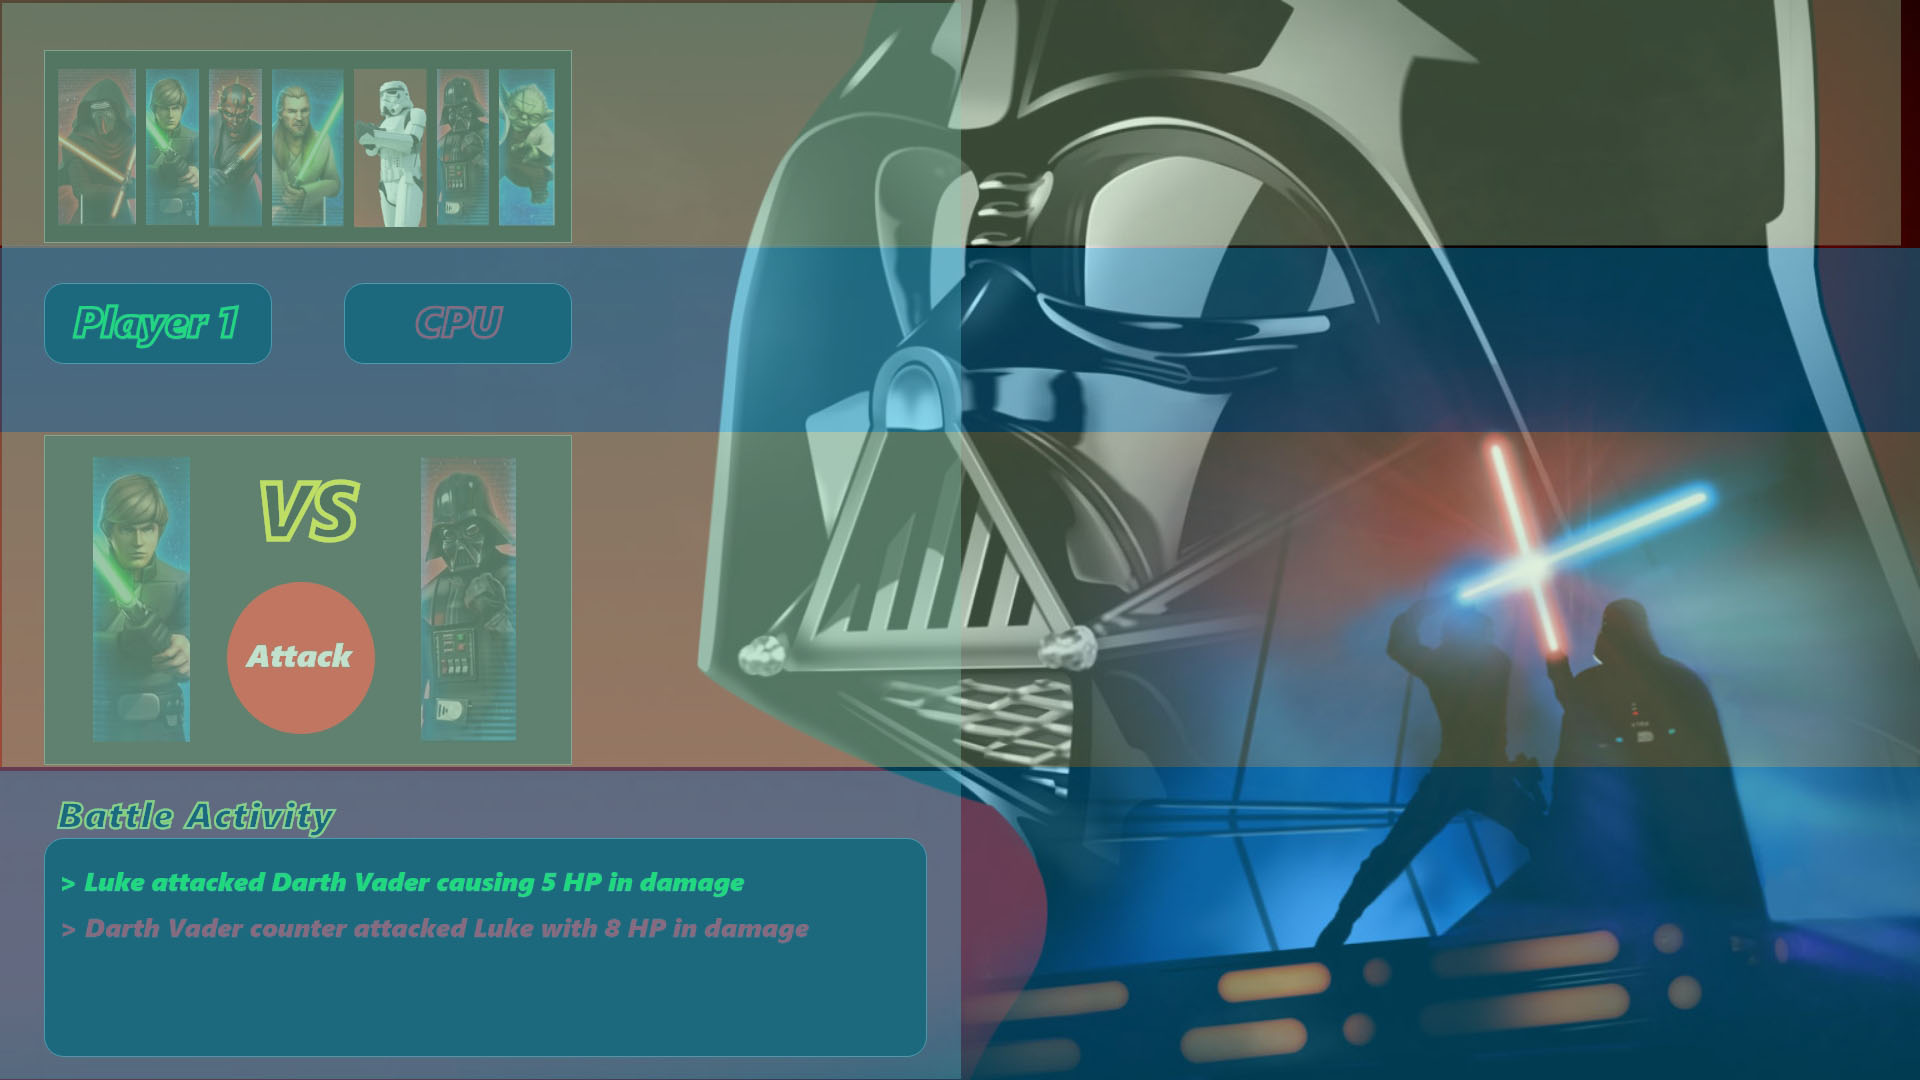 Player 1
CPU
VS
Attack
Battle Activity
> Luke attacked Darth Vader causing 5 HP in damage
> Darth Vader counter attacked Luke with 8 HP in damage